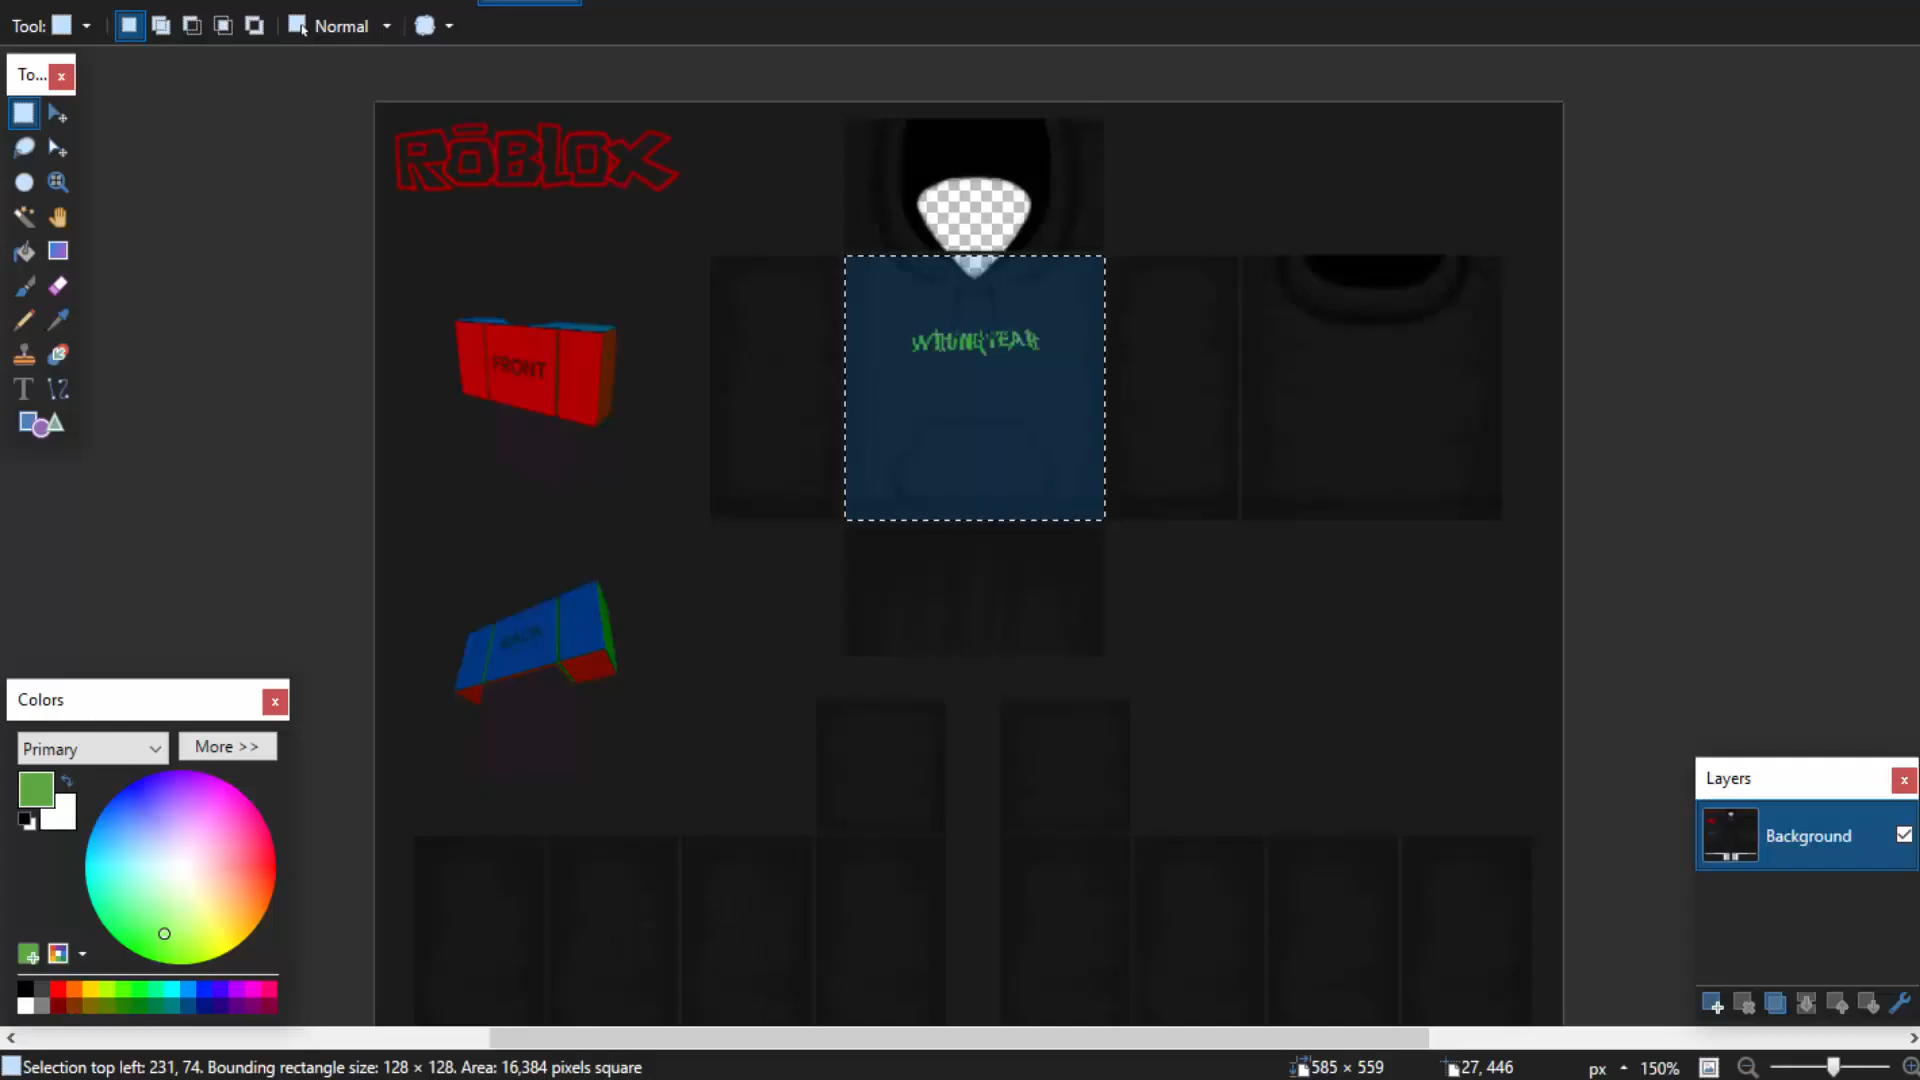 Tool:
Normal
To...
ROBLOX
FRONT
BACK
Colors
Primary
More >>
Layers
Background
Selection top left: 231, 74. Bounding rectangle size: 128 × 128. Area: 16,384 pixels square
585 × 559
27, 446
px
150%